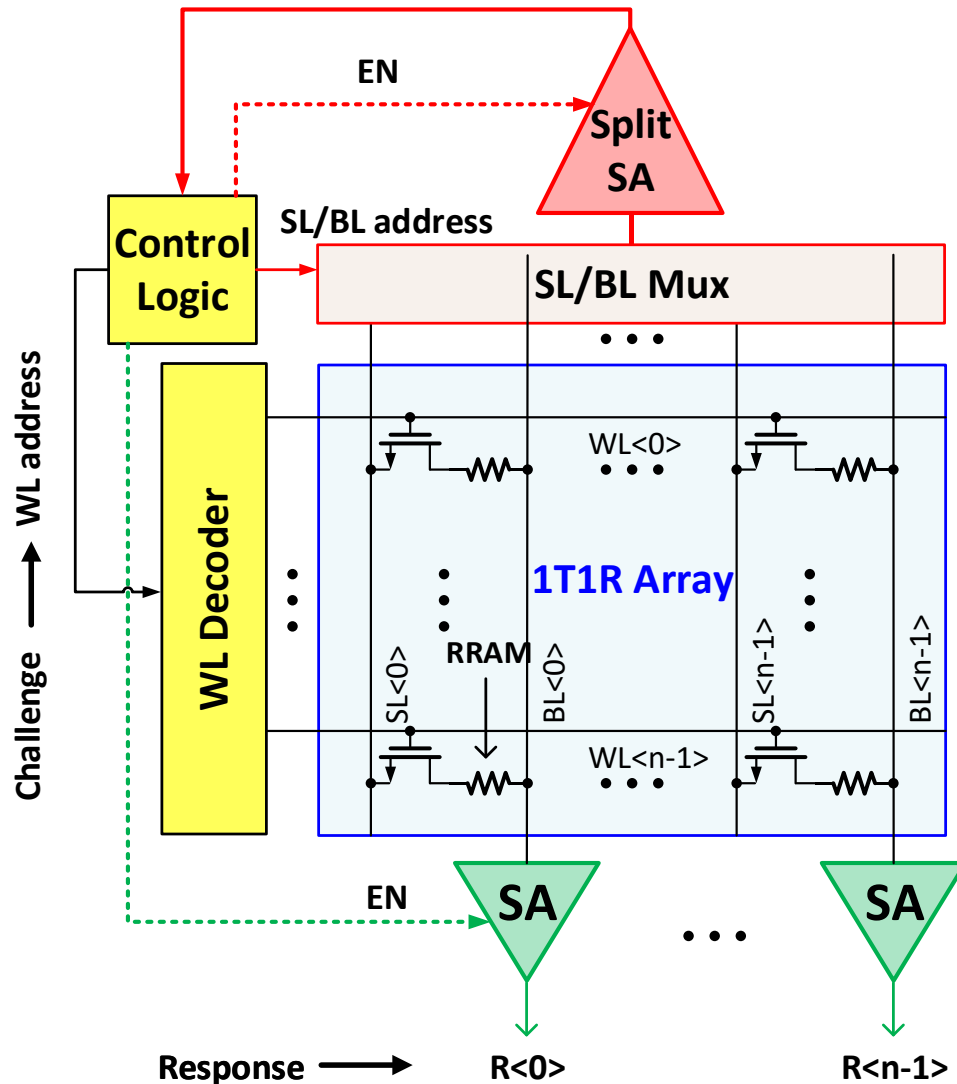 EN
Split
SA
Control
Logic
SL/BL address
SL/BL Mux
WL address
Challenge
WL Decoder
WL<0>
1T1R Array
RRAM
SL<0>
BL<0>
SL<n-1>
BL<n-1>
WL<n-1>
EN
SA
SA
Response
R<0>
R<n-1>